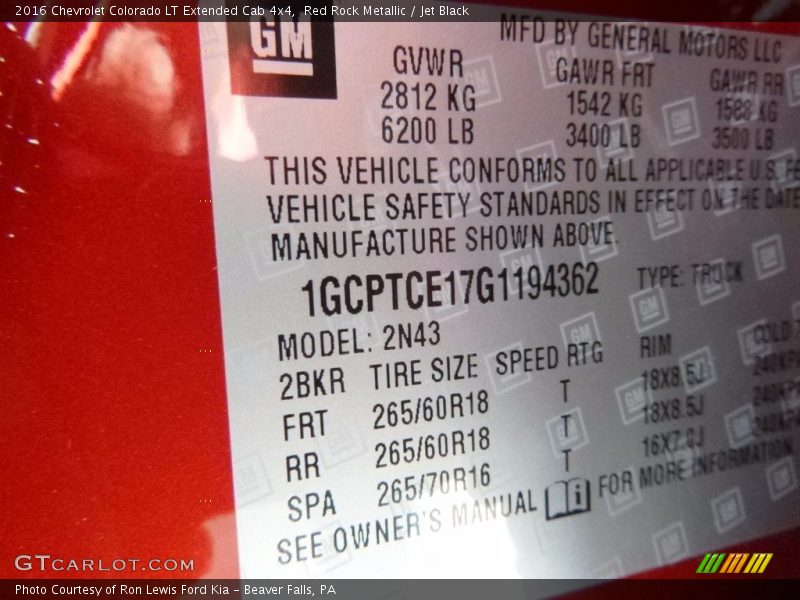 2016 Chevrolet Colorado LT Extended Cab 4x4, Red Rock Metallic / Jet Black
GM
MFD BY GENERAL MOTORS LLC
GVWR GAWR FRT GAWR RR
2812 KG 1542 KG 1588 KG
6200 LB 3400 LB 3500 LB
THIS VEHICLE CONFORMS TO ALL APPLICABLE U.S. FE
VEHICLE SAFETY STANDARDS IN EFFECT ON THE DATE
MANUFACTURE SHOWN ABOVE.
1GCPTCE17G1194362 TYPE: TRUCK
MODEL: 2N43
2BKR TIRE SIZE SPEED RTG RIM COLD
FRT 265/60R18 T 18X8.5J 240KP
RR 265/60R18 T 18X8.5J 240KP
SPA 265/70R16 T 16X7.0J 240KP
SEE OWNER'S MANUAL FOR MORE INFORMATION
GTCARLOT.COM
Photo Courtesy of Ron Lewis Ford Kia – Beaver Falls, PA